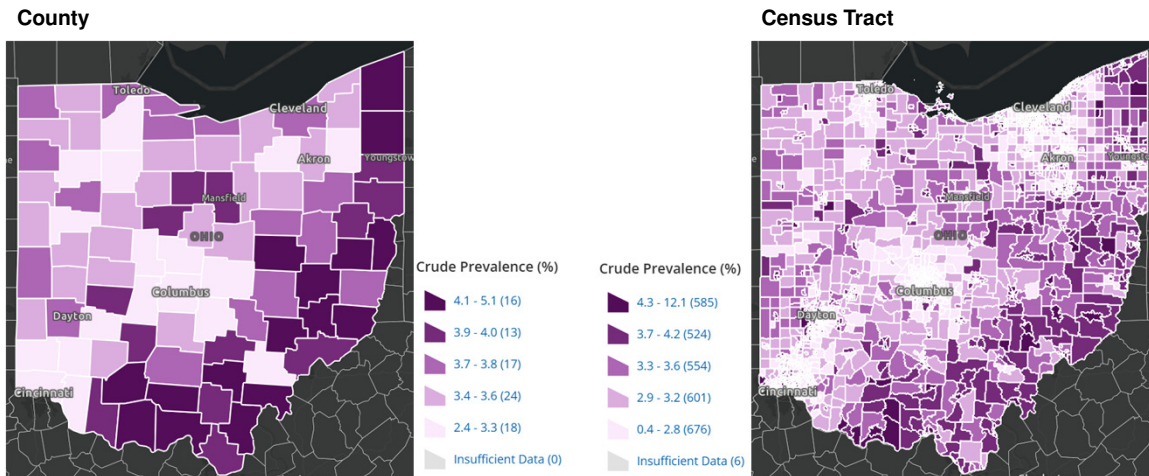 County
Census Tract
Toledo
Cleveland
Akron
Youngstow
Mansfield
OHIO
Columbus
Dayton
Cincinnati
Crude Prevalence (%)
4.1 - 5.1 (16)
3.9 - 4.0 (13)
3.7 - 3.8 (17)
3.4 - 3.6 (24)
2.4 - 3.3 (18)
Insufficient Data (0)
Crude Prevalence (%)
4.3 - 12.1 (585)
3.7 - 4.2 (524)
3.3 - 3.6 (554)
2.9 - 3.2 (601)
0.4 - 2.8 (676)
Insufficient Data (6)
Toledo
Cleveland
Akron
Youngstow
Mansfield
OHIO
Columbus
Dayton
Cincinnati